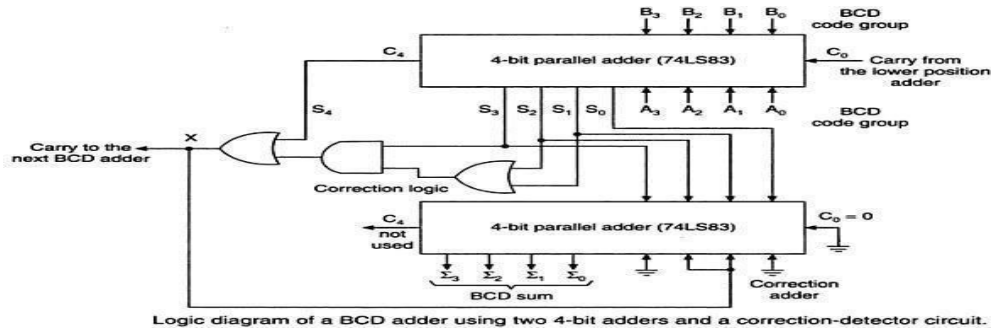 B3 B2 B1 B0 BCD code group
C4 4-bit parallel adder (74LS83) C0 Carry from the lower position adder
S4 S3 S2 S1 S0 A3 A2 A1 A0 BCD code group
X
Carry to the next BCD adder
Correction logic
C4 not used 4-bit parallel adder (74LS83) C0 = 0
Σ3 Σ2 Σ1 Σ0
BCD sum
Correction adder
Logic diagram of a BCD adder using two 4-bit adders and a correction-detector circuit.